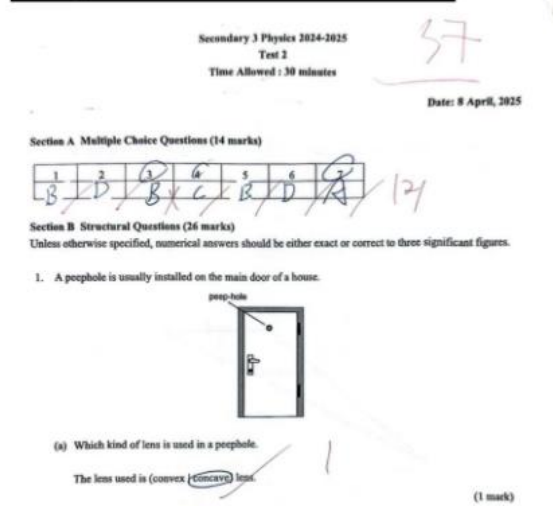 Secondary 3 Physics 2024-2025
37
Test 2
Time Allowed : 30 minutes
Date: 8 April, 2025
Section A Multiple Choice Questions (14 marks)
1 2 3 4 5 6 7
B D B C B D A 12
Section B Structural Questions (26 marks)
Unless otherwise specified, numerical answers should be either exact or correct to three significant figures.
1. A peephole is usually installed on the main door of a house.
peep-hole
(a) Which kind of lens is used in a peephole.
1
The lens used is (convex / concave) lens.
(1 mark)